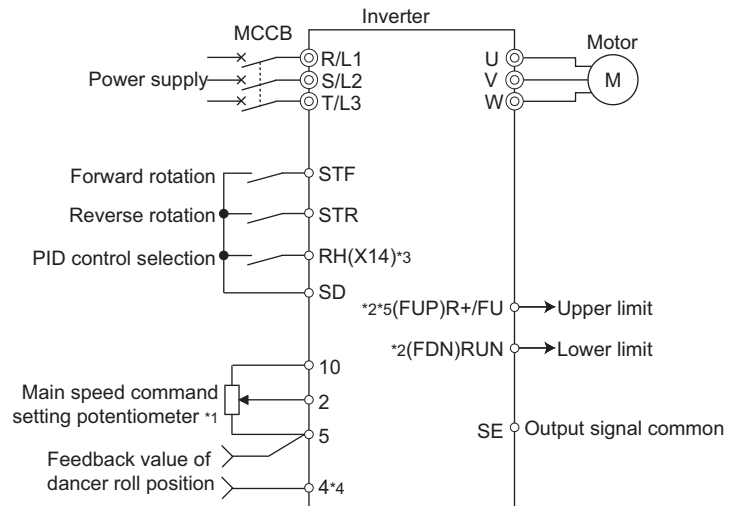 Inverter
MCCB
Motor
Power supply
R/L1
S/L2
T/L3
U
V
W
M
Forward rotation
STF
Reverse rotation
STR
PID control selection
RH(X14)*3
SD
*2*5(FUP)R+/FU
Upper limit
*2(FDN)RUN
Lower limit
10
Main speed command
setting potentiometer *1
2
5
SE
Output signal common
Feedback value of
dancer roll position
4*4